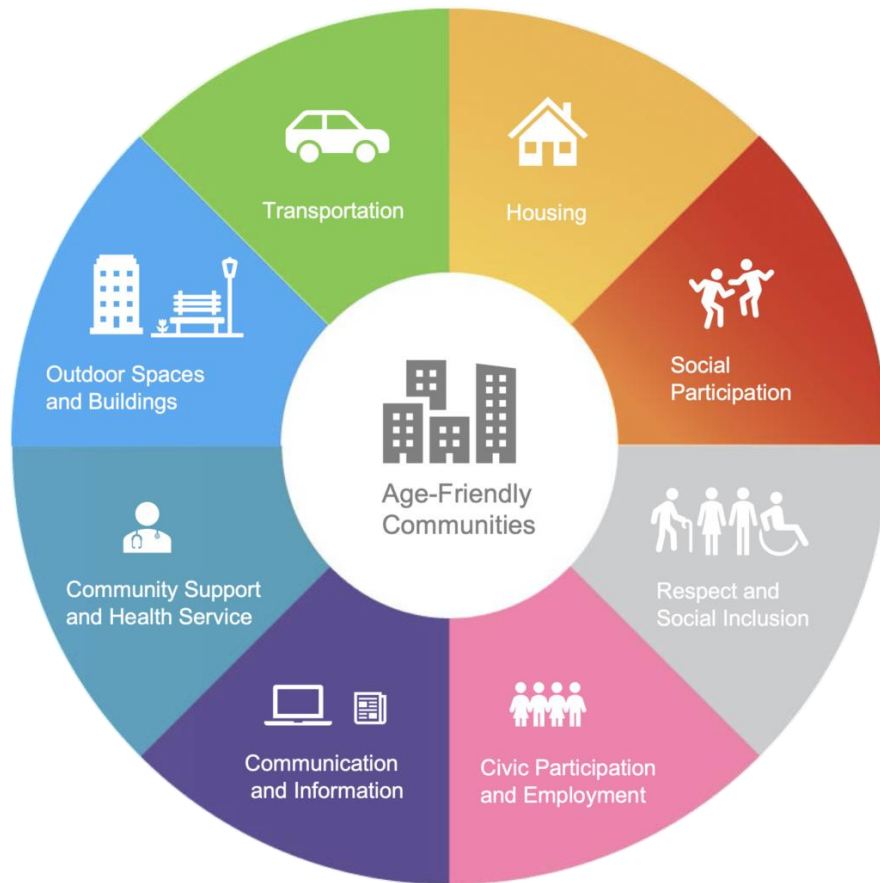 Transportation
Housing
Social
Participation
Respect and
Social Inclusion
Civic Participation
and Employment
Communication
and Information
Community Support
and Health Service
Outdoor Spaces
and Buildings
Age-Friendly
Communities